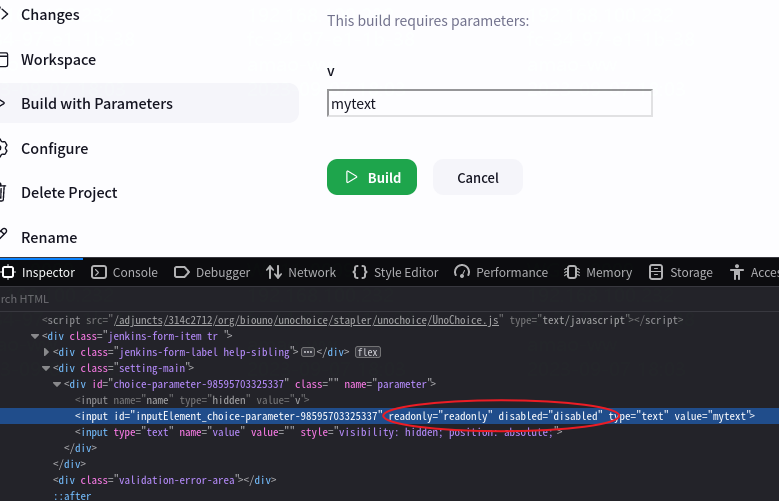 Changes
Workspace
Build with Parameters
Configure
Delete Project
Rename
This build requires parameters:
v
mytext
Build
Cancel
Inspector Console Debugger Network Style Editor Performance Memory Storage Acces
rch HTML
<script src="/adjuncts/314c2712/org/biouno/unochoice/stapler/unochoice/UnoChoice.js" type="text/javascript"></script>
<div class="jenkins-form-item tr ">
<div class="jenkins-form-label help-sibling"> ••• </div> flex
<div class="setting-main">
<div id="choice-parameter-98595703325337" class="" name="parameter">
<input name="name" type="hidden" value="v">
<input id="inputElement_choice-parameter-98595703325337" readonly="readonly" disabled="disabled" type="text" value="mytext">
<input type="text" name="value" value="" style="visibility: hidden; position: absolute;">
</div>
</div>
<div class="validation-error-area"></div>
::after